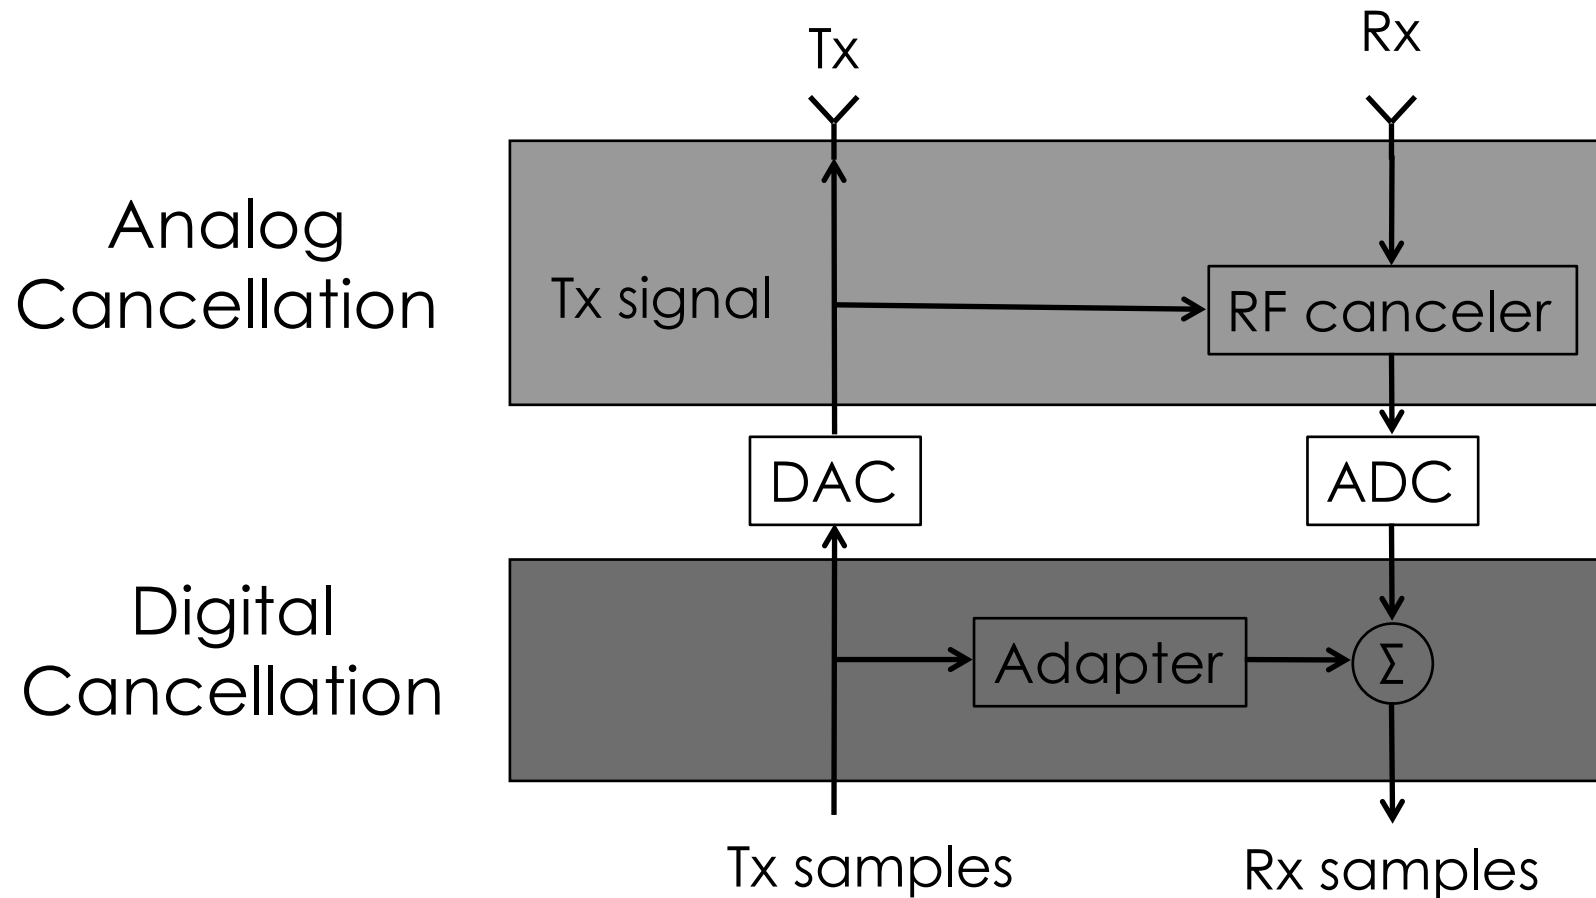 Tx
Rx
Analog
Cancellation
Tx signal
RF canceler
DAC
ADC
Digital
Cancellation
Adapter
Σ
Tx samples
Rx samples